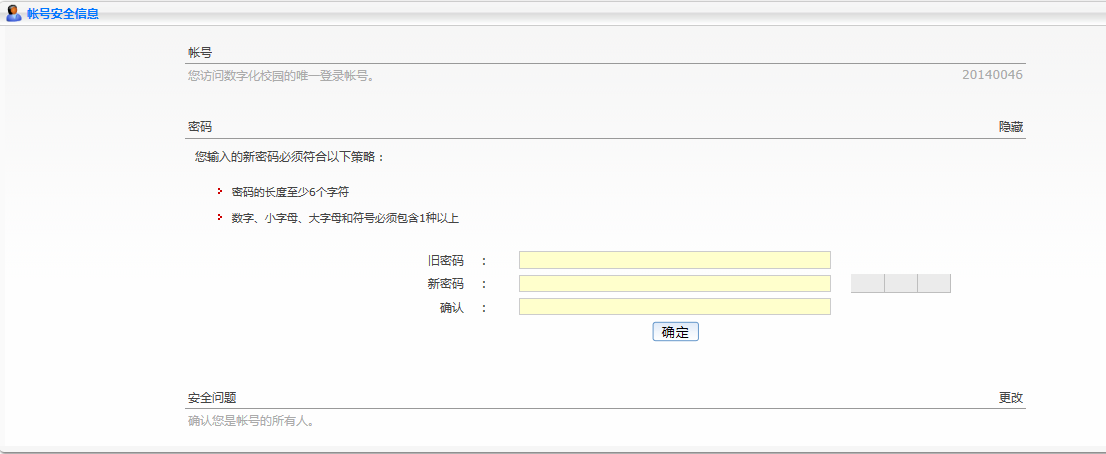 帐号安全信息
帐号
您访问数字化校园的唯一登录帐号。 20140046
密码 隐藏
您输入的新密码必须符合以下策略：
密码的长度至少6个字符
数字、小字母、大字母和符号必须包含1种以上
旧密码 ：
新密码 ：
确认 ：
确定
安全问题 更改
确认您是帐号的所有人。